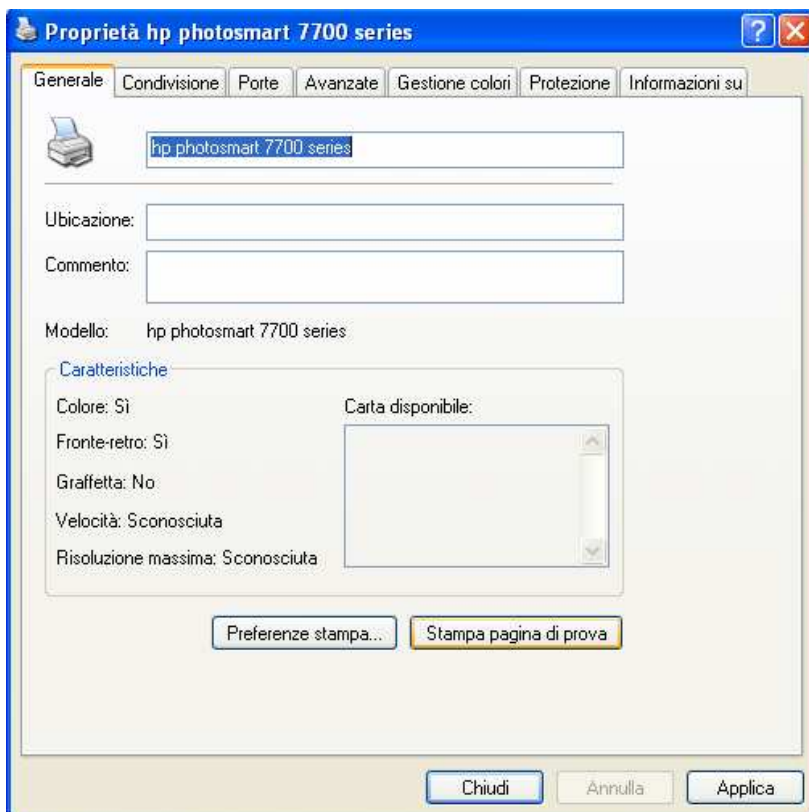 Proprietà hp photosmart 7700 series
Generale Condivisione Porte Avanzate Gestione colori Protezione Informazioni su
hp photosmart 7700 series
Ubicazione:
Commento:
Modello: hp photosmart 7700 series
Caratteristiche
Colore: Sì Carta disponibile:
Fronte-retro: Sì
Graffetta: No
Velocità: Sconosciuta
Risoluzione massima: Sconosciuta
Preferenze stampa... Stampa pagina di prova
Chiudi Annulla Applica